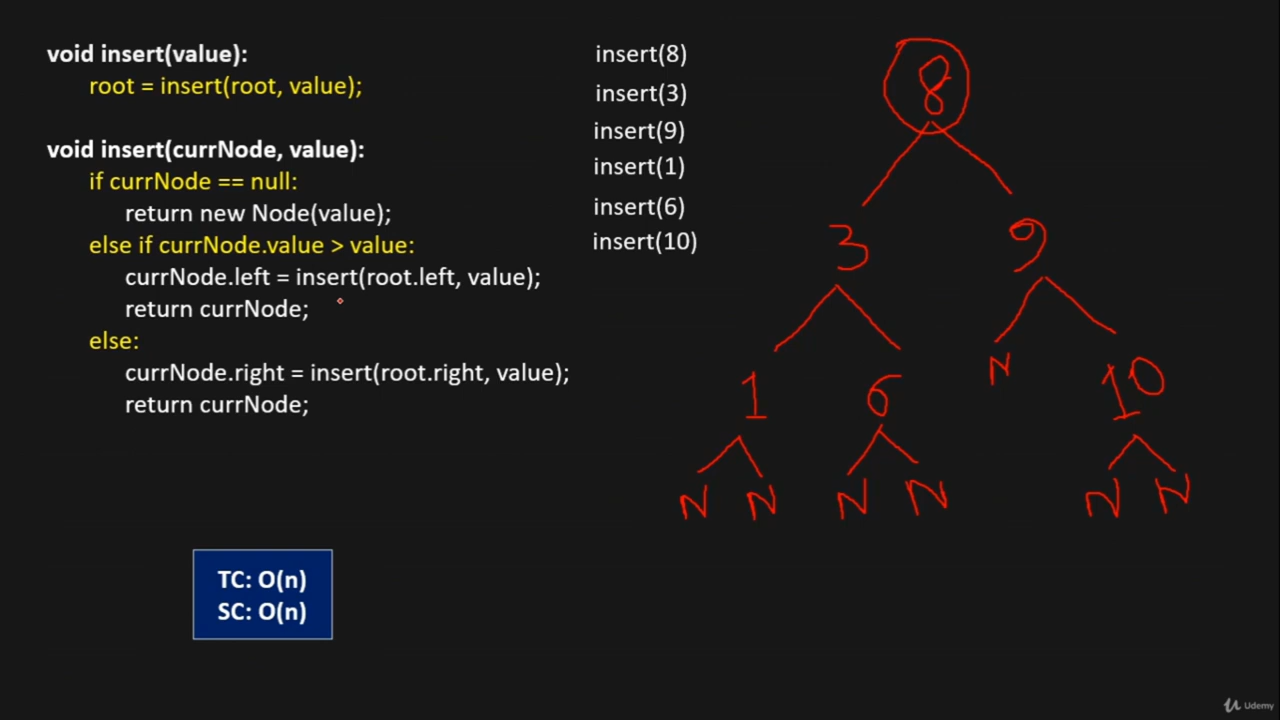 void insert(value):
root = insert(root, value);
void insert(currNode, value):
if currNode == null:
return new Node(value);
else if currNode.value > value:
currNode.left = insert(root.left, value);
return currNode;
else:
currNode.right = insert(root.right, value);
return currNode;
TC: O(n)
SC: O(n)
insert(8)
insert(3)
insert(9)
insert(1)
insert(6)
insert(10)
8
3 9
1 6 N 10
N N N N N N
Udemy